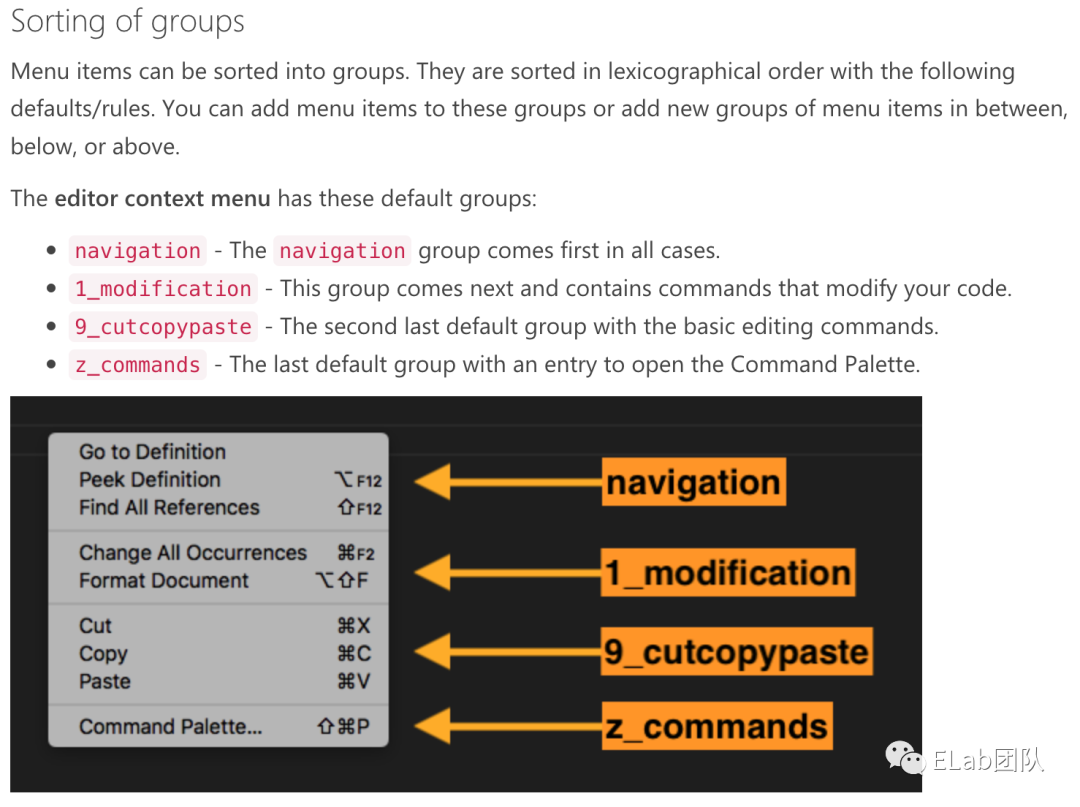 Sorting of groups
Menu items can be sorted into groups. They are sorted in lexicographical order with the following
defaults/rules. You can add menu items to these groups or add new groups of menu items in between,
below, or above.
The editor context menu has these default groups:
navigation - The navigation group comes first in all cases.
1_modification - This group comes next and contains commands that modify your code.
9_cutcopypaste - The second last default group with the basic editing commands.
z_commands - The last default group with an entry to open the Command Palette.
Go to Definition
Peek Definition ⌥F12
Find All References ⇧F12
navigation
Change All Occurrences ⌘F2
Format Document ⌥⇧F
1_modification
Cut ⌘X
Copy ⌘C
Paste ⌘V
9_cutcopypaste
Command Palette... ⇧⌘P
z_commands
ELab团队